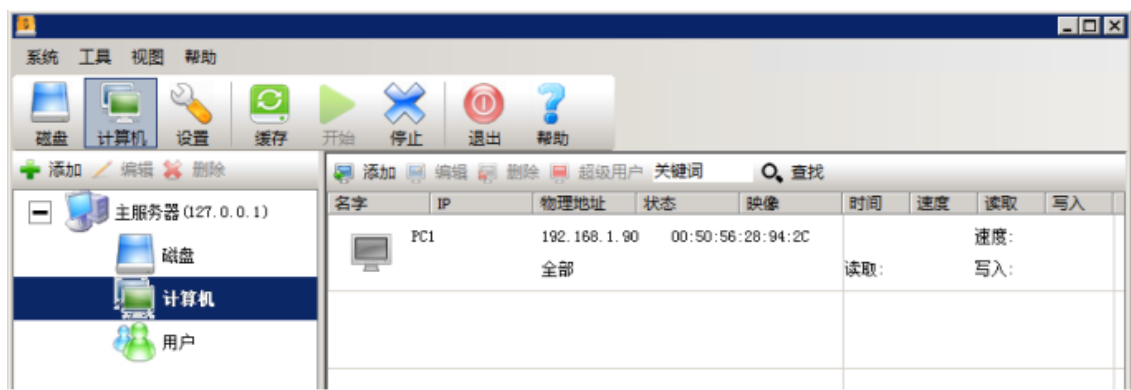 系统 工具 视图 帮助
磁盘 计算机 设置 缓存 开始 停止 退出 帮助
添加 编辑 删除
添加 编辑 删除 超级用户 关键词 查找
名字 IP 物理地址 状态 映像 时间 速度 读取 写入
主服务器(127.0.0.1)
磁盘
计算机
用户
PC1 192.168.1.90 00:50:56:28:94:2C 速度:
全部 读取: 写入: